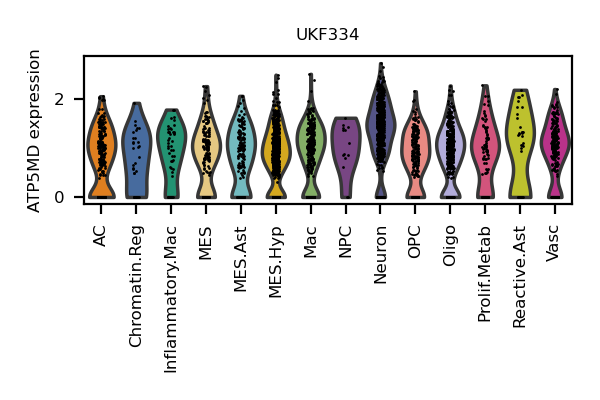 UKF334
ATP5MD expression
2
0
AC
Chromatin.Reg
Inflammatory.Mac
MES
MES.Ast
MES.Hyp
Mac
NPC
Neuron
OPC
Oligo
Prolif.Metab
Reactive.Ast
Vasc